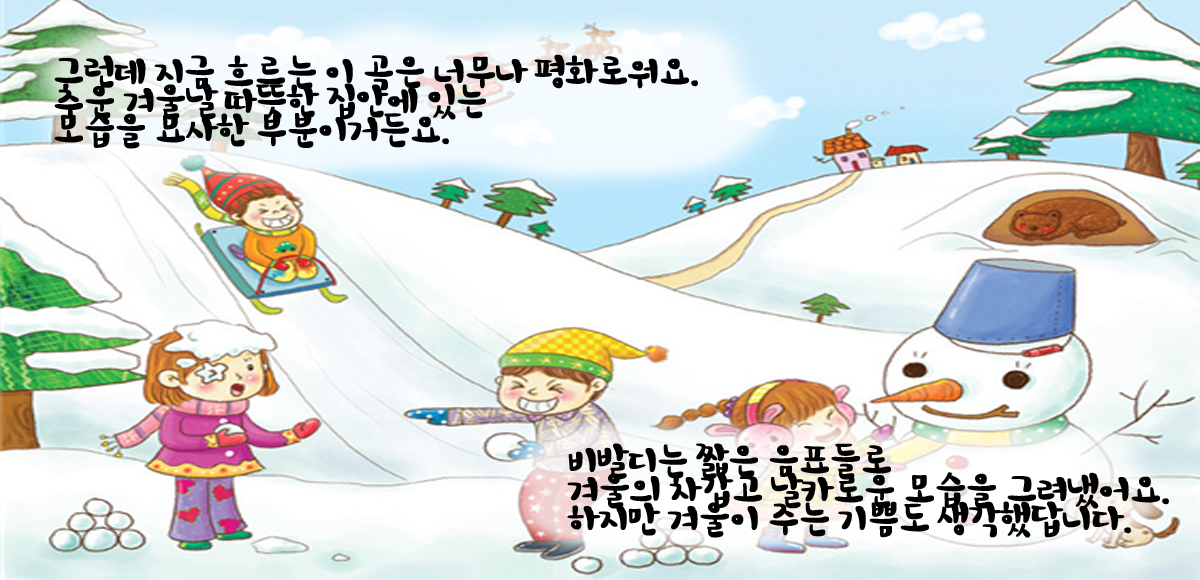 그런데 지금 흐르는 이 곡은 너무나 평화로워요.
추운 겨울날 따뜻한 집안에 있는
모습을 묘사한 부분이거든요.
비발디는 짧은 음표들로
겨울의 차갑고 날카로운 모습을 그려냈어요.
하지만 겨울이 주는 기쁨도 생각했답니다.